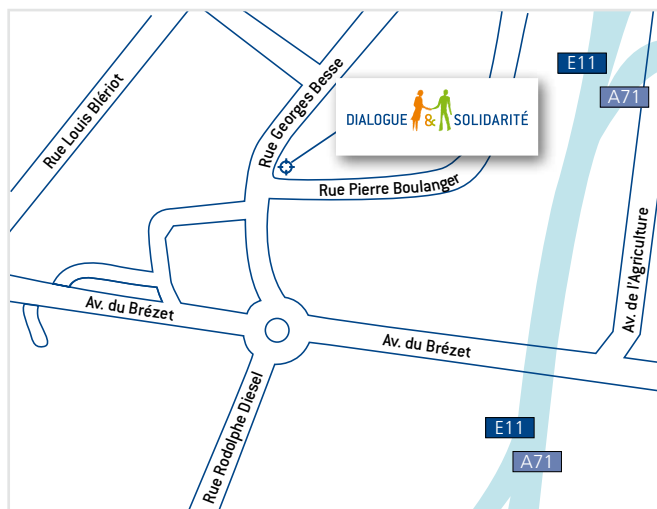 E11
A71
Rue Louis Blériot
Rue Georges Besse
DIALOGUE & SOLIDARITÉ
Rue Pierre Boulanger
Av. de l'Agriculture
Av. du Brézet
Av. du Brézet
Rue Rodolphe Diesel
E11
A71